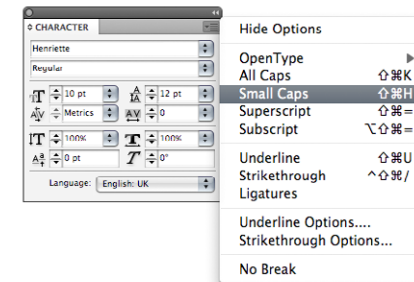 CHARACTER
Henriette
Regular
10 pt 12 pt
Metrics 0
100% 100%
0 pt 0°
Language: English: UK
Hide Options
OpenType
All Caps ⇧⌘K
Small Caps ⇧⌘H
Superscript ⇧⌘=
Subscript ⌥⇧⌘=
Underline ⇧⌘U
Strikethrough ^⇧⌘/
Ligatures
Underline Options....
Strikethrough Options...
No Break